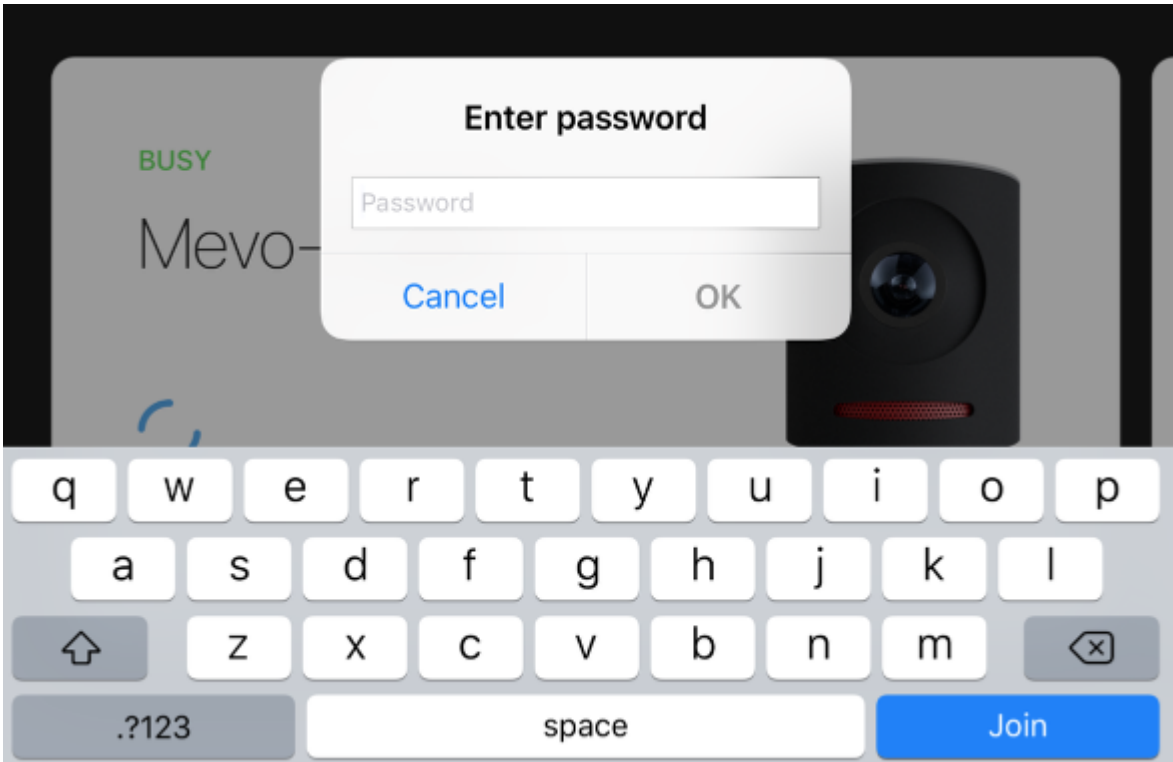 Enter password
BUSY
Password
Mevo-
Cancel OK
q w e r t y u i o p
a s d f g h j k l
z x c v b n m
.?123 space Join